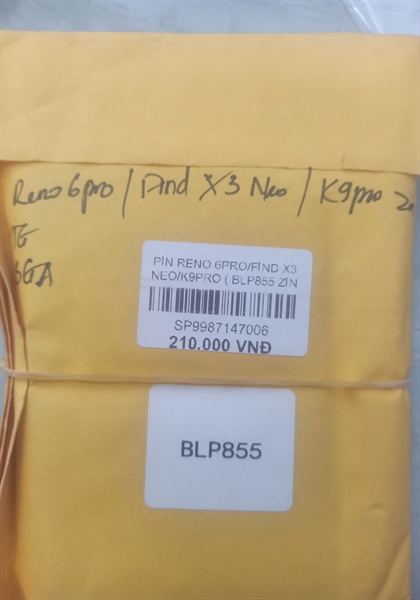 Reno 6pro / Find X3 Neo / K9pro
PIN RENO 6PRO/FIND X3
NEO/K9PRO ( BLP855 ZIN
SP9987147006
210.000 VNĐ
BLP855